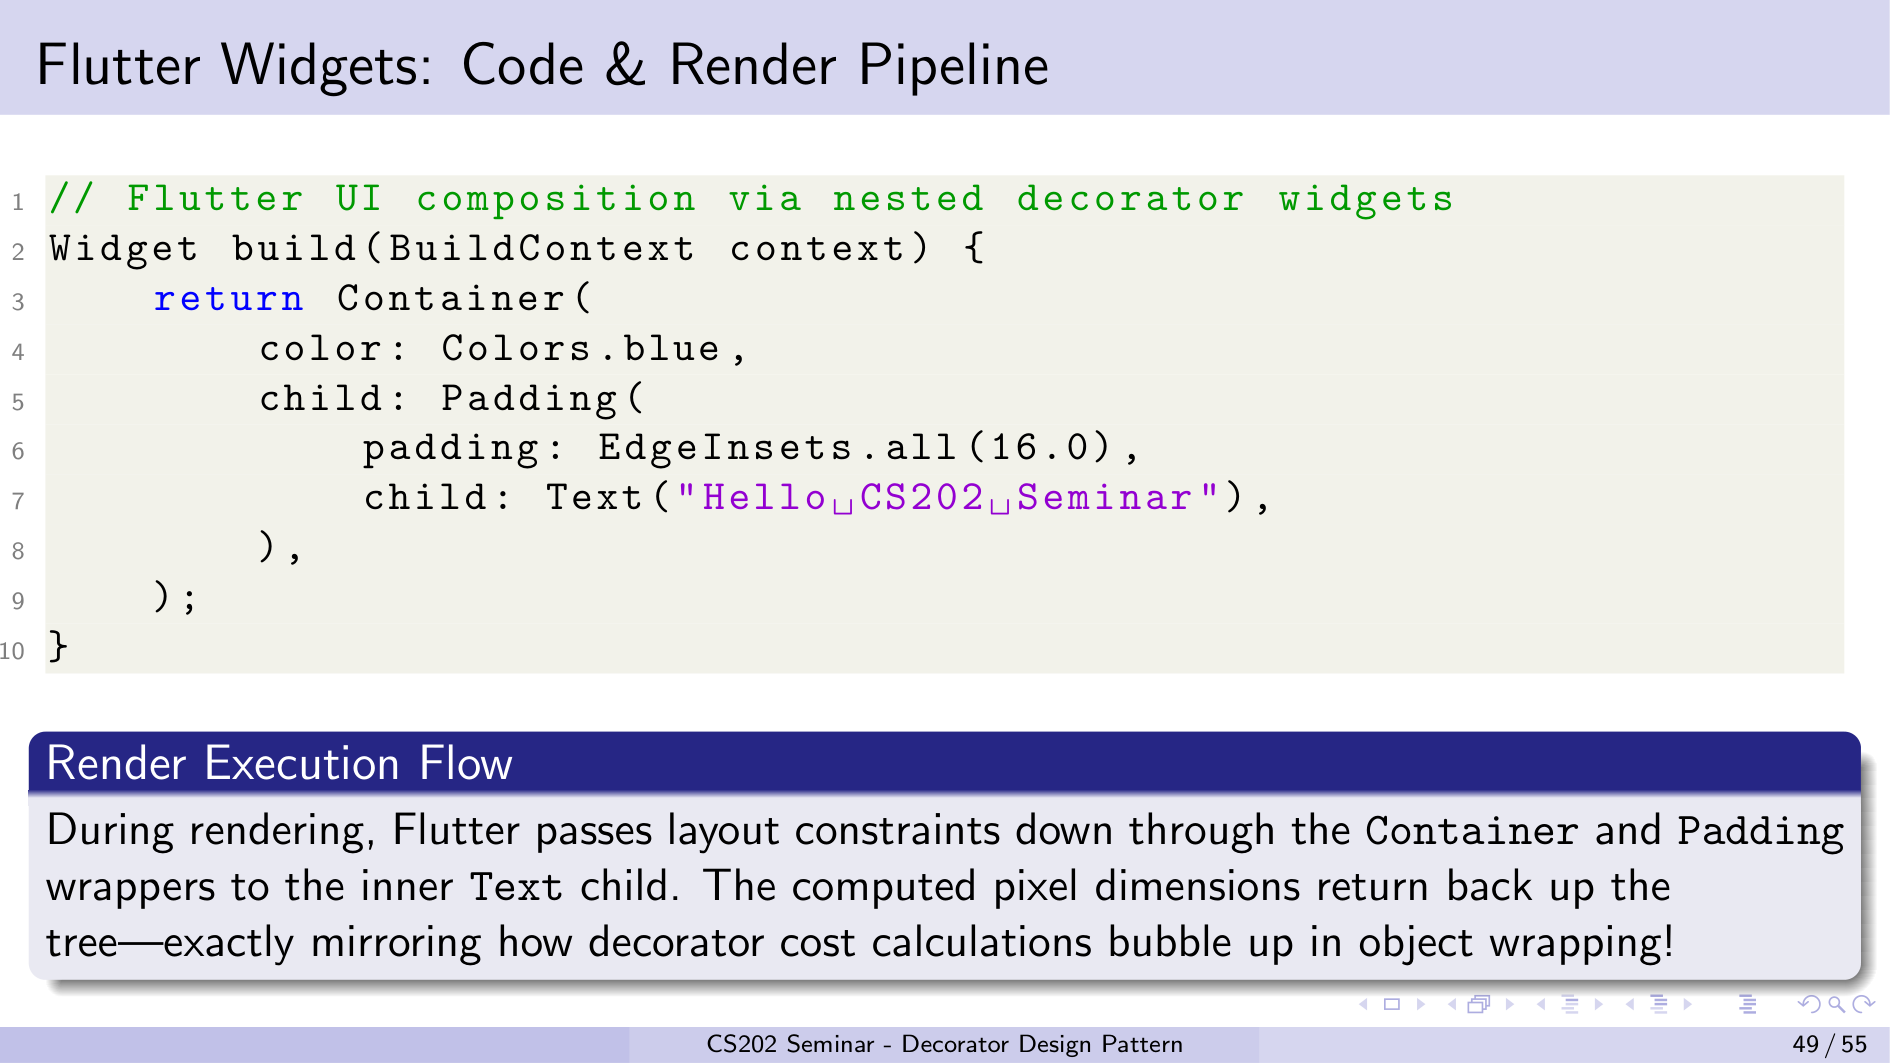 Flutter Widgets: Code & Render Pipeline
1 // Flutter UI composition via nested decorator widgets
2 Widget build(BuildContext context) {
3     return Container(
4         color: Colors.blue,
5         child: Padding(
6             padding: EdgeInsets.all(16.0),
7             child: Text("Hello␣CS202␣Seminar"),
8         ),
9     );
10 }
Render Execution Flow
During rendering, Flutter passes layout constraints down through the Container and Padding
wrappers to the inner Text child. The computed pixel dimensions return back up the
tree—exactly mirroring how decorator cost calculations bubble up in object wrapping!
CS202 Seminar - Decorator Design Pattern
49 / 55